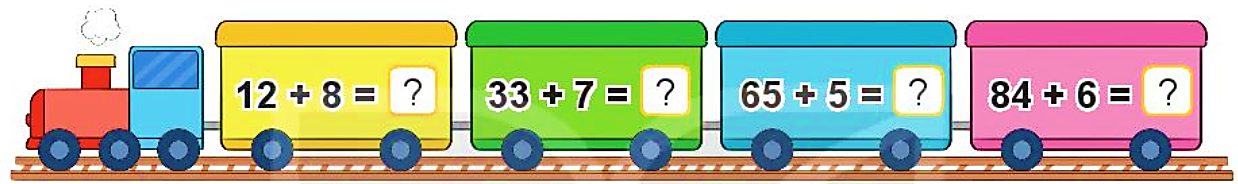 12 + 8 = ? 33 + 7 = ? 65 + 5 = ? 84 + 6 = ?